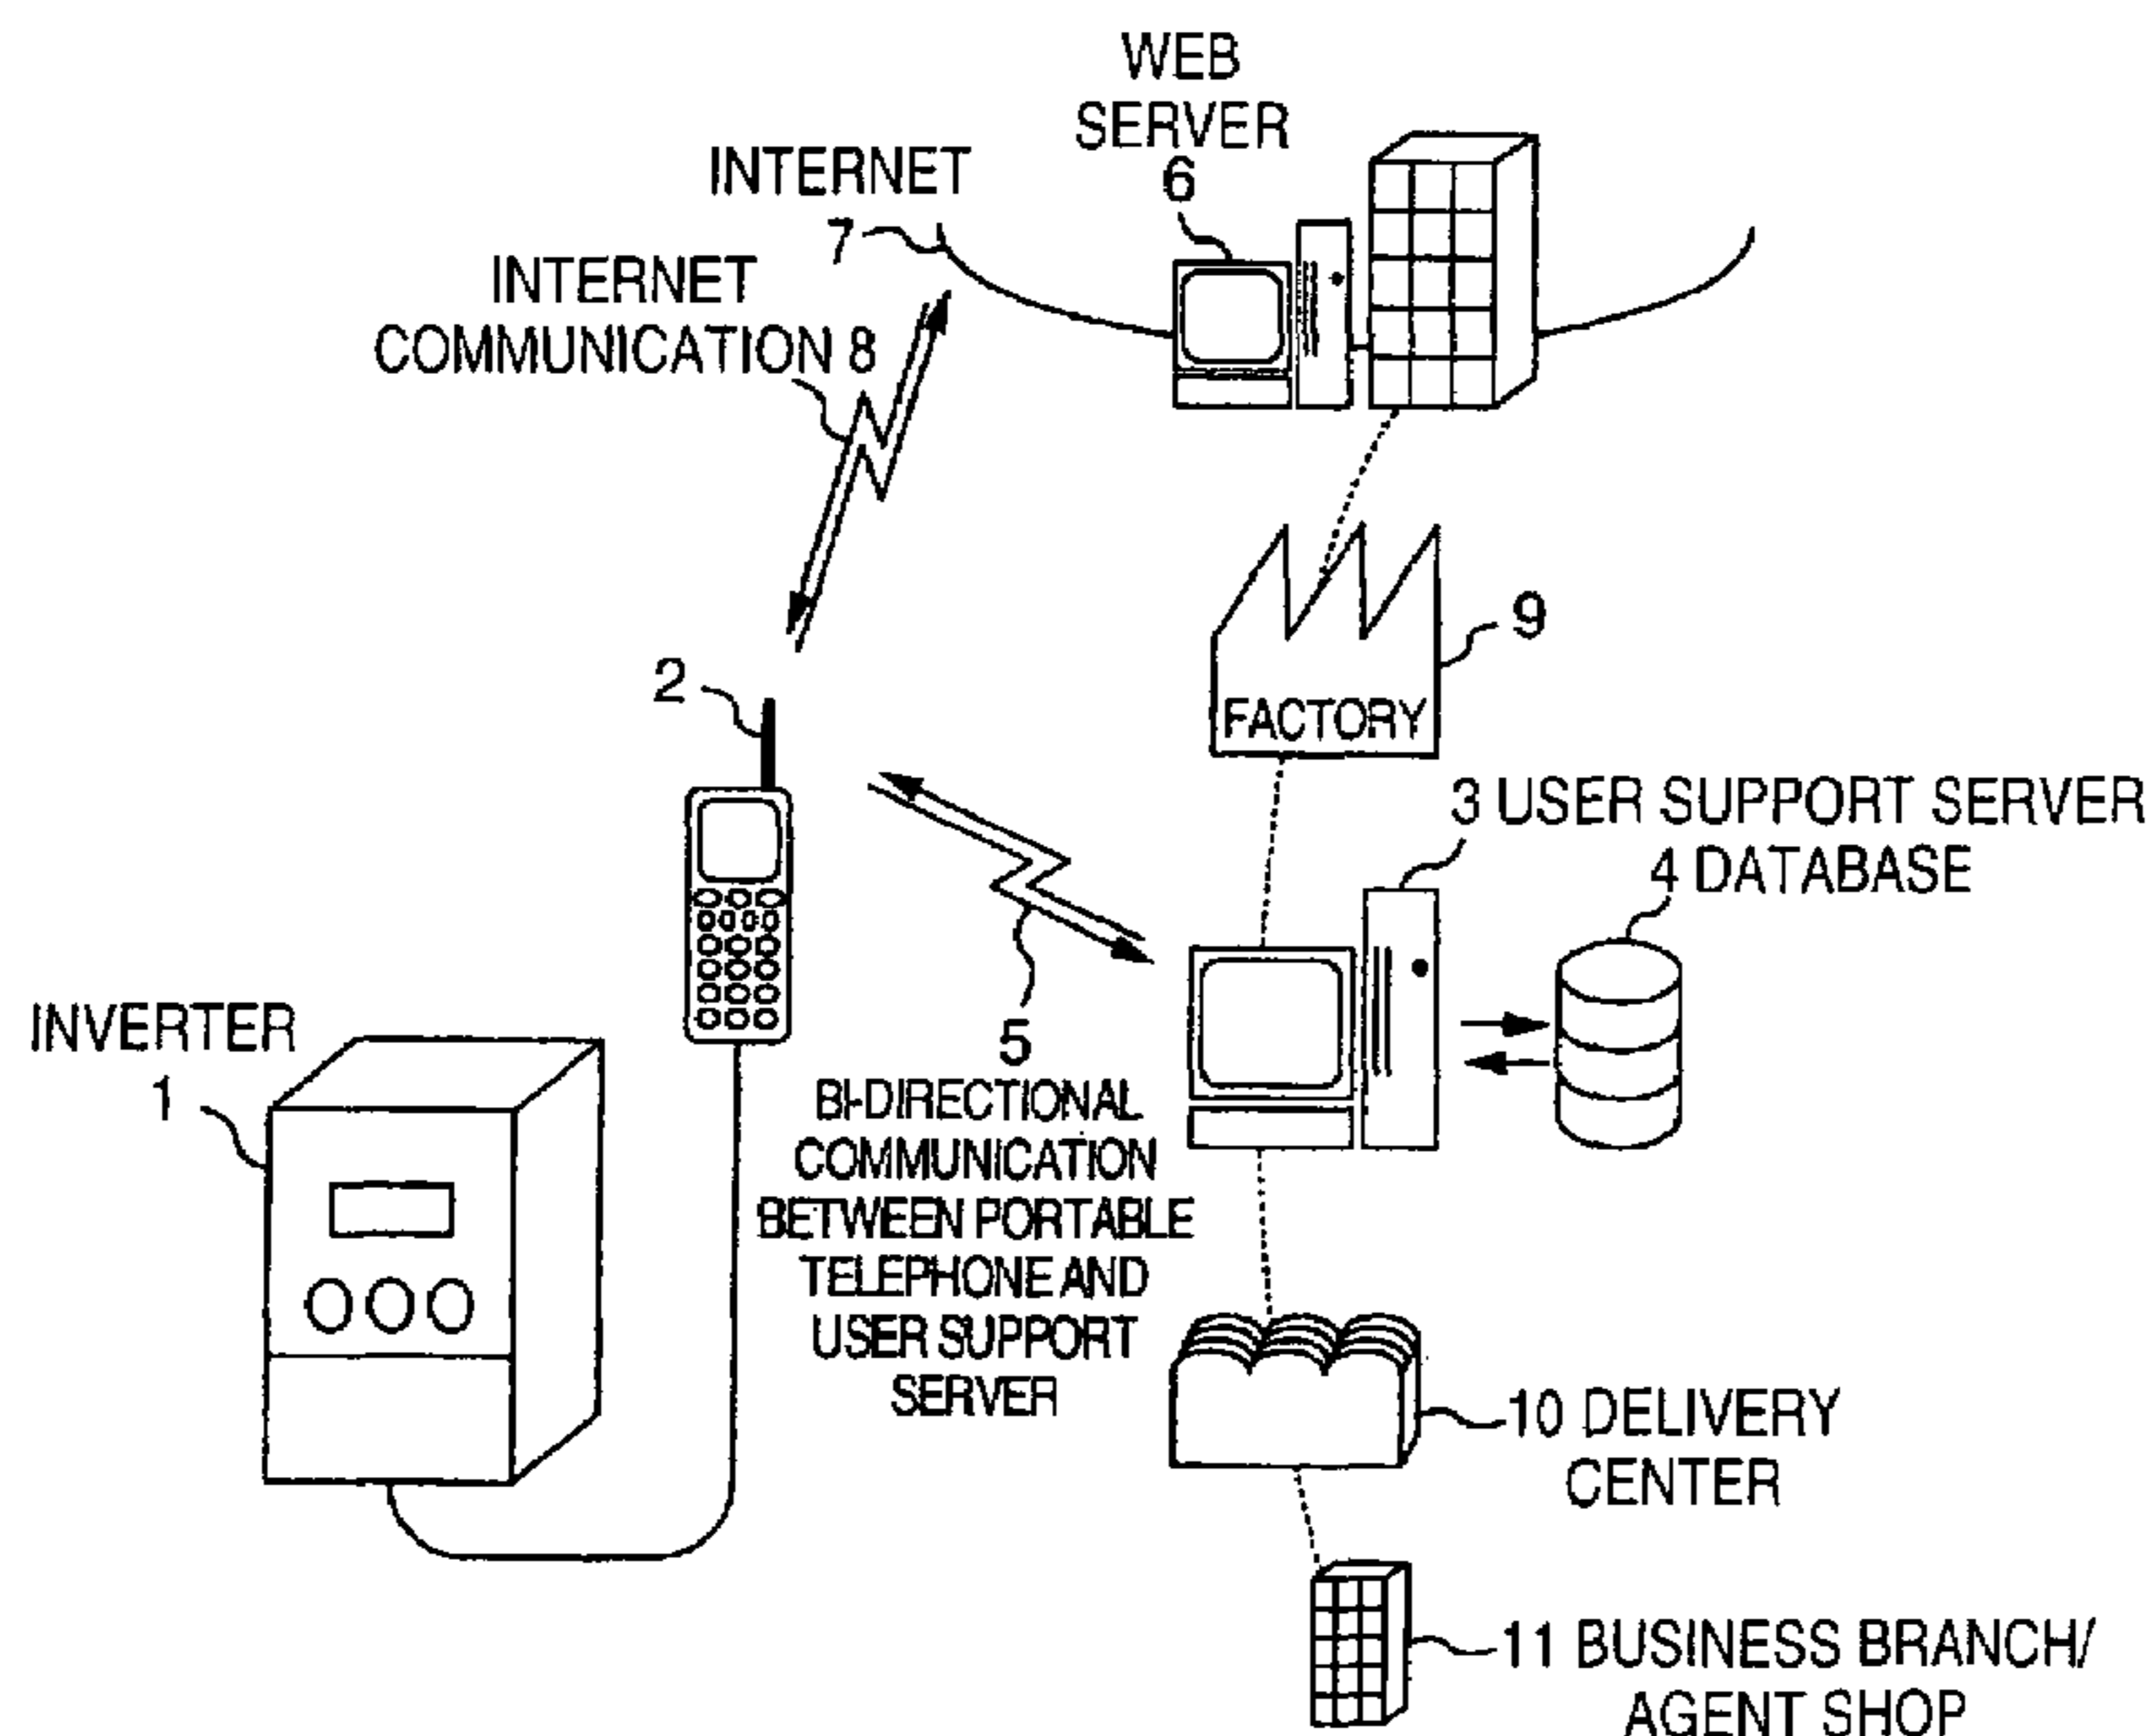 WEB
SERVER
6
INTERNET
7
INTERNET
COMMUNICATION 8
9
FACTORY
2
3 USER SUPPORT SERVER
4 DATABASE
INVERTER
1
5
BI-DIRECTIONAL
COMMUNICATION
BETWEEN PORTABLE
TELEPHONE AND
USER SUPPORT
SERVER
10 DELIVERY
CENTER
11 BUSINESS BRANCH/
AGENT SHOP